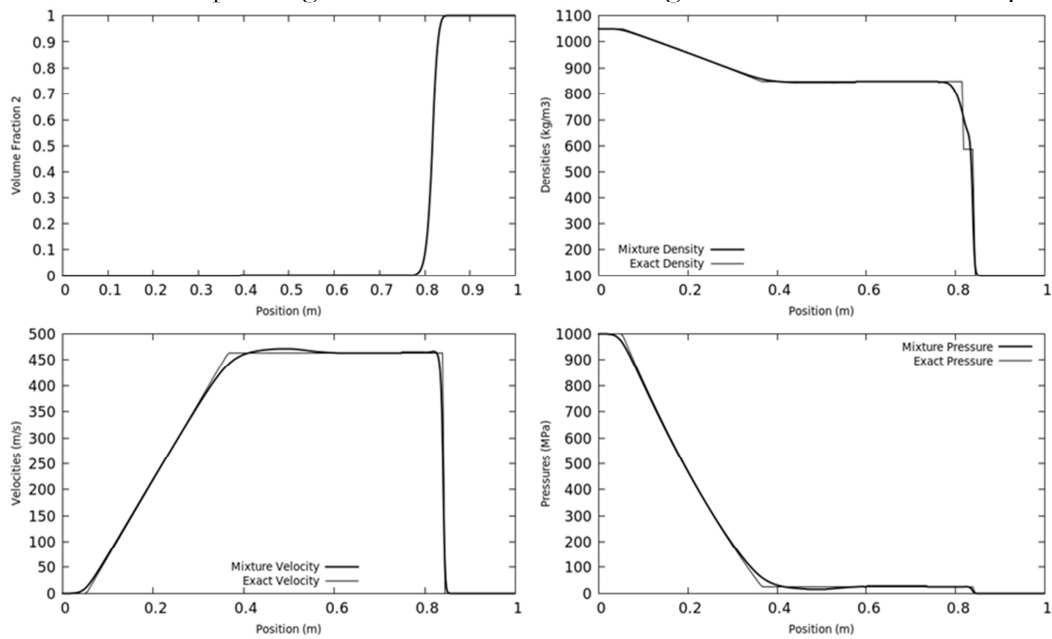 1
0.9
0.8
0.7
0.6
0.5
0.4
0.3
0.2
0.1
0
Volume Fraction 2
0 0.1 0.2 0.3 0.4 0.5 0.6 0.7 0.8 0.9 1
Position (m)
1100
1000
900
800
700
600
500
400
300
200
100
Densities (kg/m3)
Mixture Density
Exact Density
0 0.2 0.4 0.6 0.8 1
Position (m)
500
450
400
350
300
250
200
150
100
50
0
Velocities (m/s)
Mixture Velocity
Exact Velocity
0 0.2 0.4 0.6 0.8 1
Position (m)
1000
900
800
700
600
500
400
300
200
100
0
Pressures (MPa)
Mixture Pressure
Exact Pressure
0 0.2 0.4 0.6 0.8 1
Position (m)